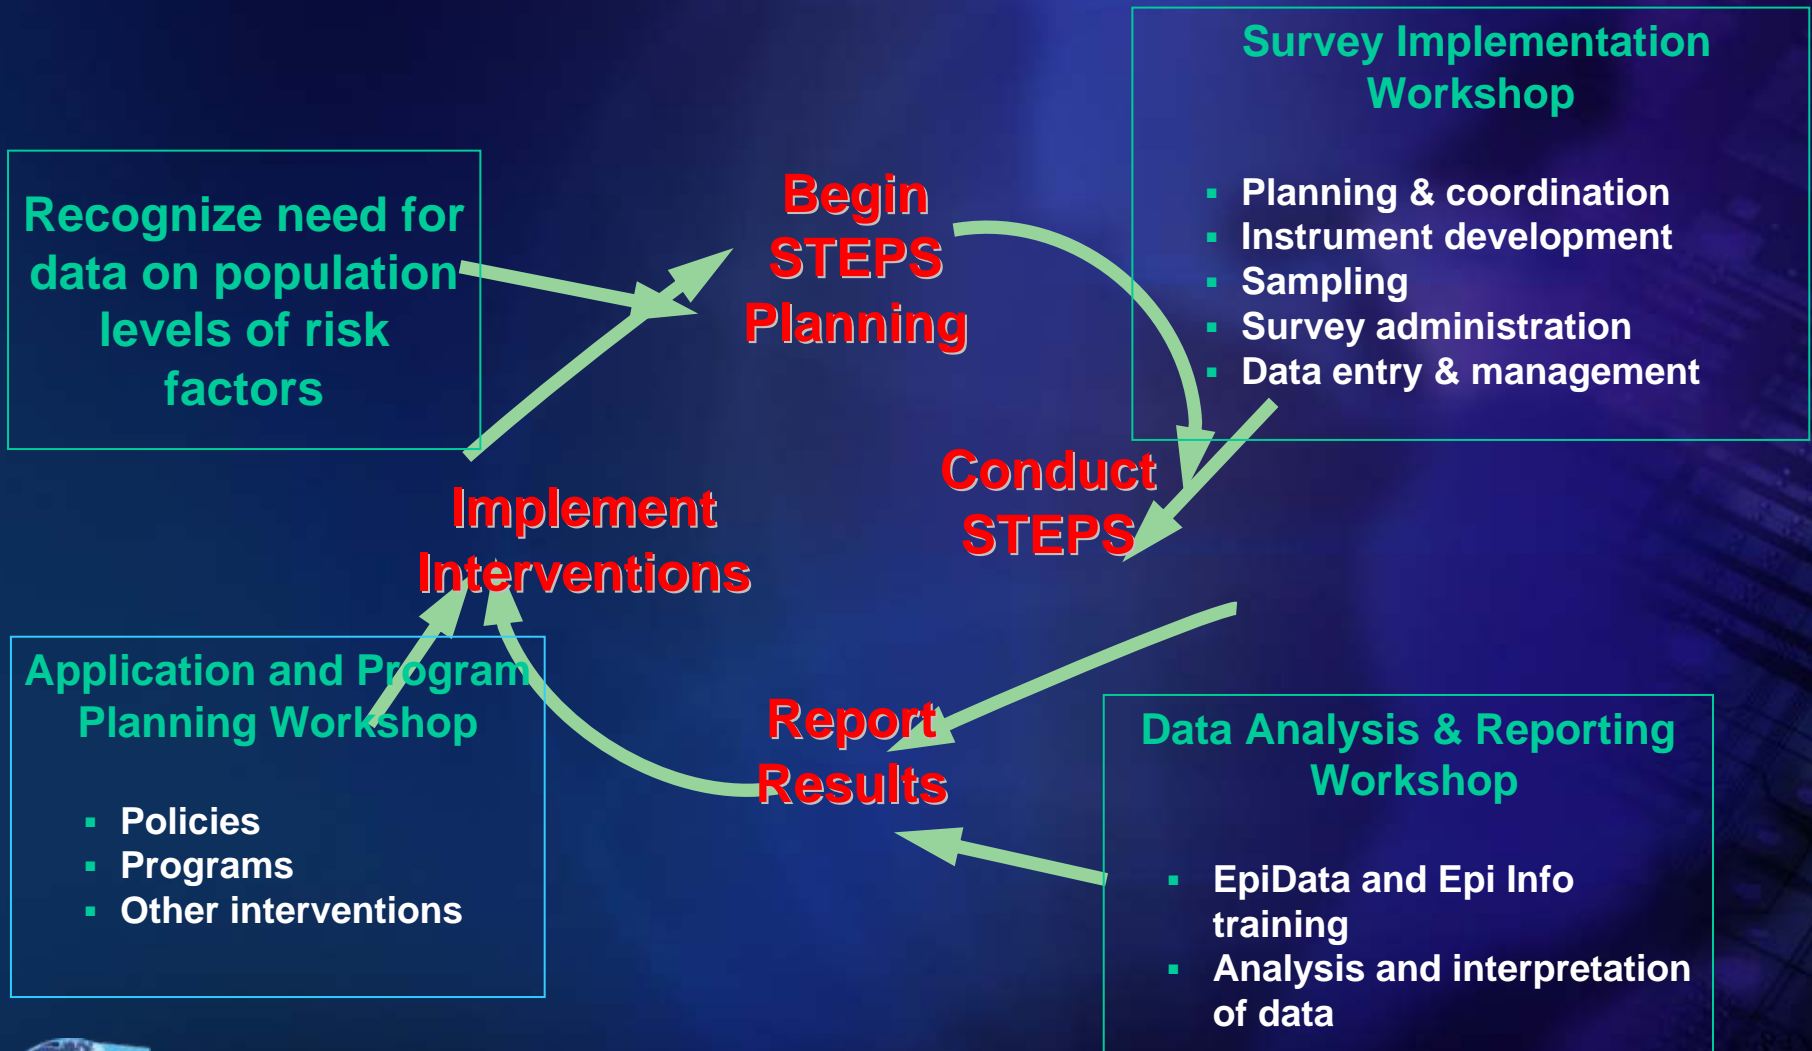 Survey Implementation
Workshop
▪ Planning & coordination
▪ Instrument development
▪ Sampling
▪ Survey administration
▪ Data entry & management
Recognize need for
data on population
levels of risk
factors
Begin
STEPS
Planning
Conduct
STEPS
Implement
Interventions
Report
Results
Application and Program
Planning Workshop
▪ Policies
▪ Programs
▪ Other interventions
Data Analysis & Reporting
Workshop
▪ EpiData and Epi Info
training
▪ Analysis and interpretation
of data